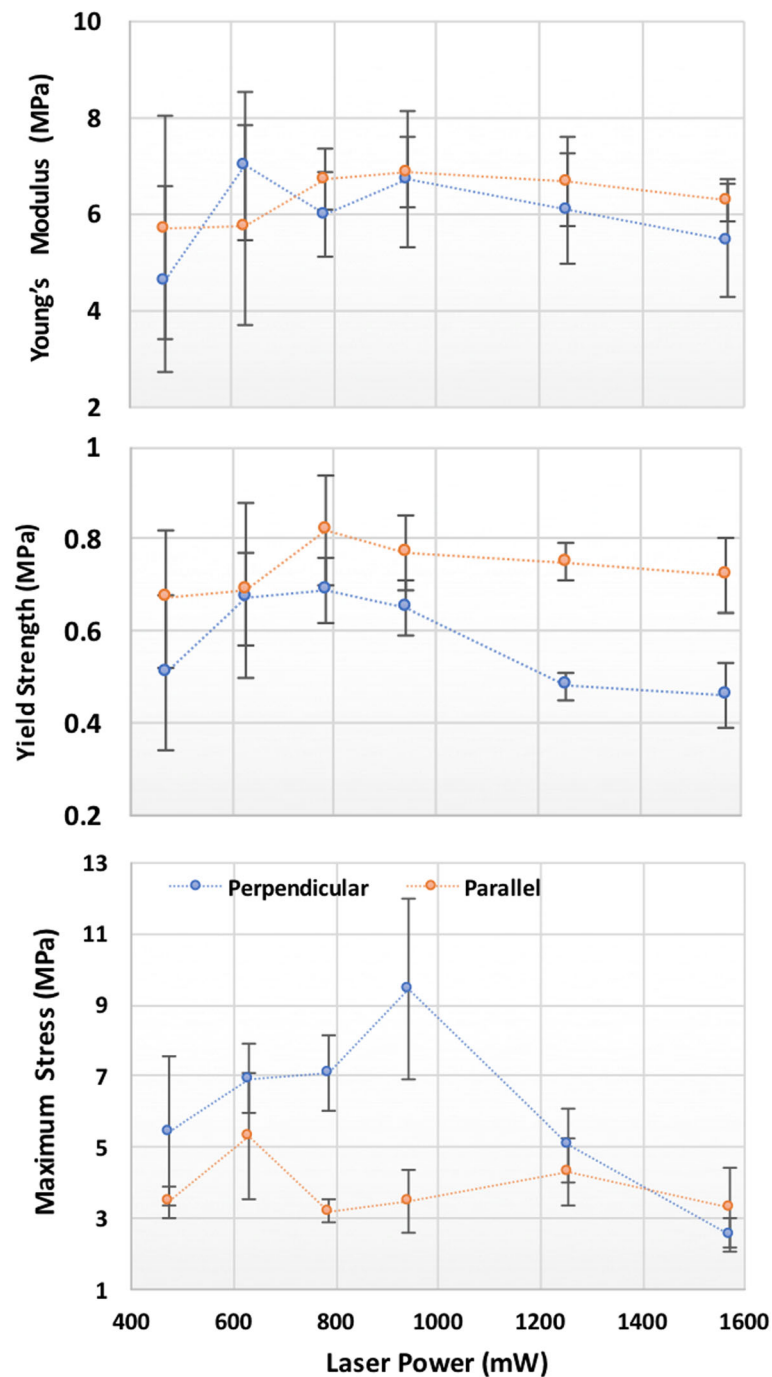 10
8
6
4
2
Young's Modulus (MPa)
1
0.8
0.6
0.4
0.2
Yield Strength (MPa)
13
11
9
7
5
3
1
Maximum Stress (MPa)
Perpendicular Parallel
400 600 800 1000 1200 1400 1600
Laser Power (mW)